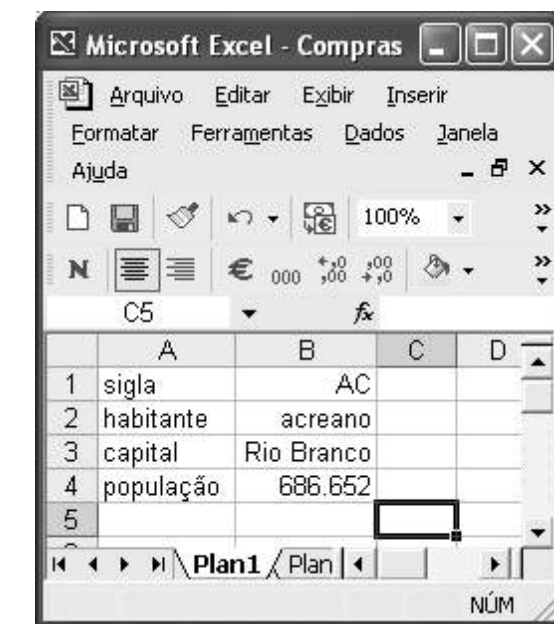 Microsoft Excel - Compras
Arquivo Editar Exibir Inserir
Formatar Ferramentas Dados Janela
Ajuda
100%
N € 000 ,00 ,00
C5 fx
A B C D
1 sigla AC
2 habitante acreano
3 capital Rio Branco
4 população 686.652
5
Plan1 Plan
NÚM